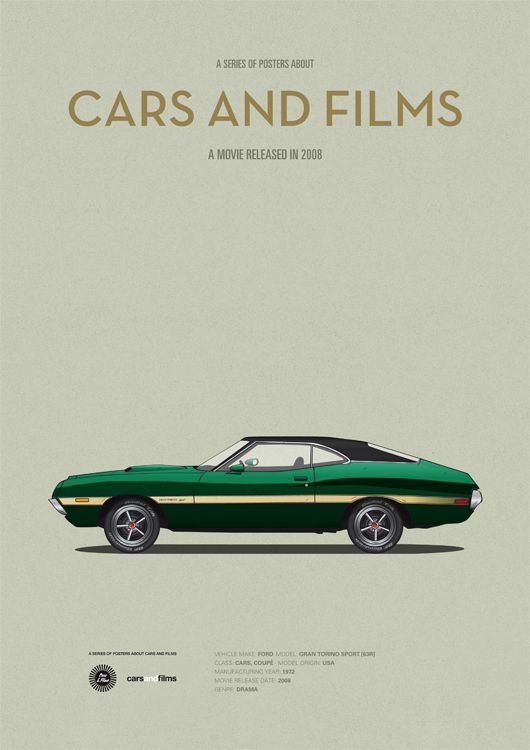 A SERIES OF POSTERS ABOUT
CARS AND FILMS
A MOVIE RELEASED IN 2008
A SERIES OF POSTERS ABOUT CARS AND FILMS
carsandfilms
VEHICLE MAKE: FORD MODEL: GRAN TORINO SPORT [63R]
CLASS: CARS, COUPÉ MODEL ORIGIN: USA
MANUFACTURING YEAR: 1972
MOVIE RELEASE DATE: 2008
GENRE: DRAMA